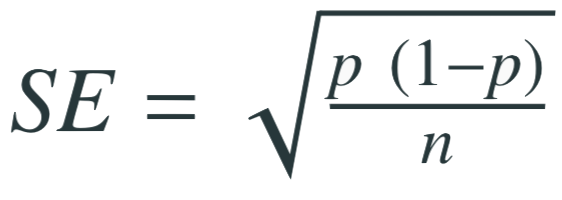 SE = √(p (1−p) / n)